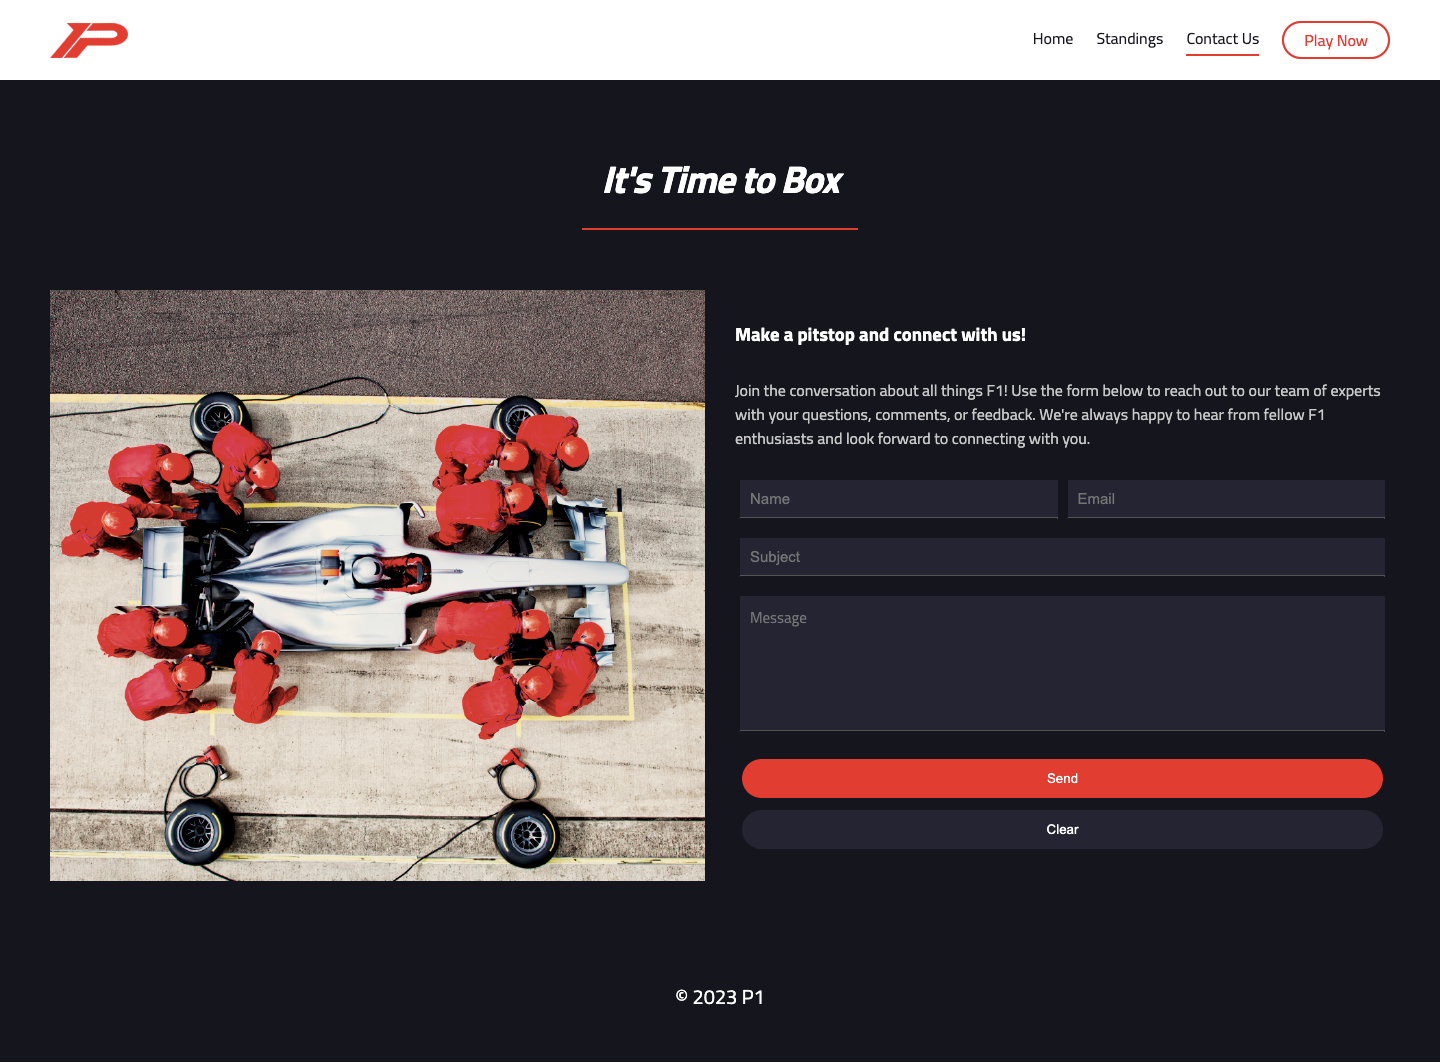 P
Home Standings Contact Us Play Now
It's Time to Box
Make a pitstop and connect with us!
Join the conversation about all things F1! Use the form below to reach out to our team of experts
with your questions, comments, or feedback. We're always happy to hear from fellow F1
enthusiasts and look forward to connecting with you.
Name Email
Subject
Message
Send
Clear
© 2023 P1